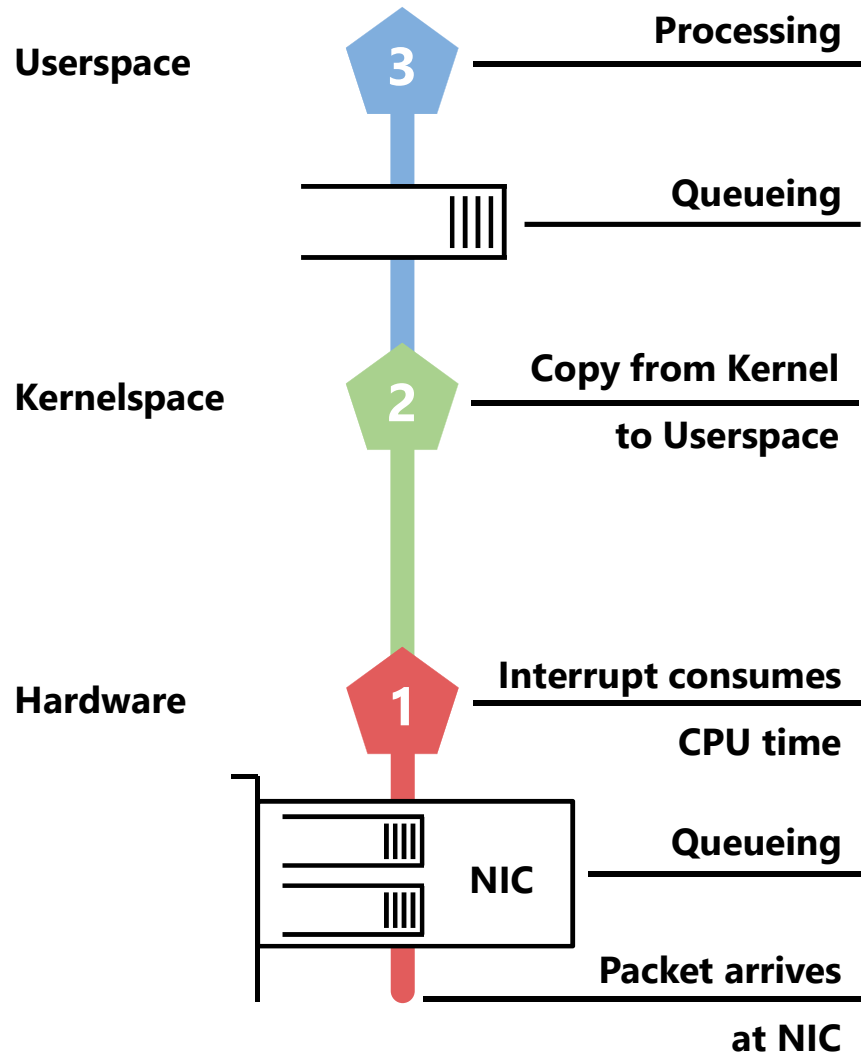 Processing
Userspace
3
Queueing
Copy from Kernel
Kernelspace
2
to Userspace
Interrupt consumes
Hardware
1
CPU time
Queueing
NIC
Packet arrives
at NIC